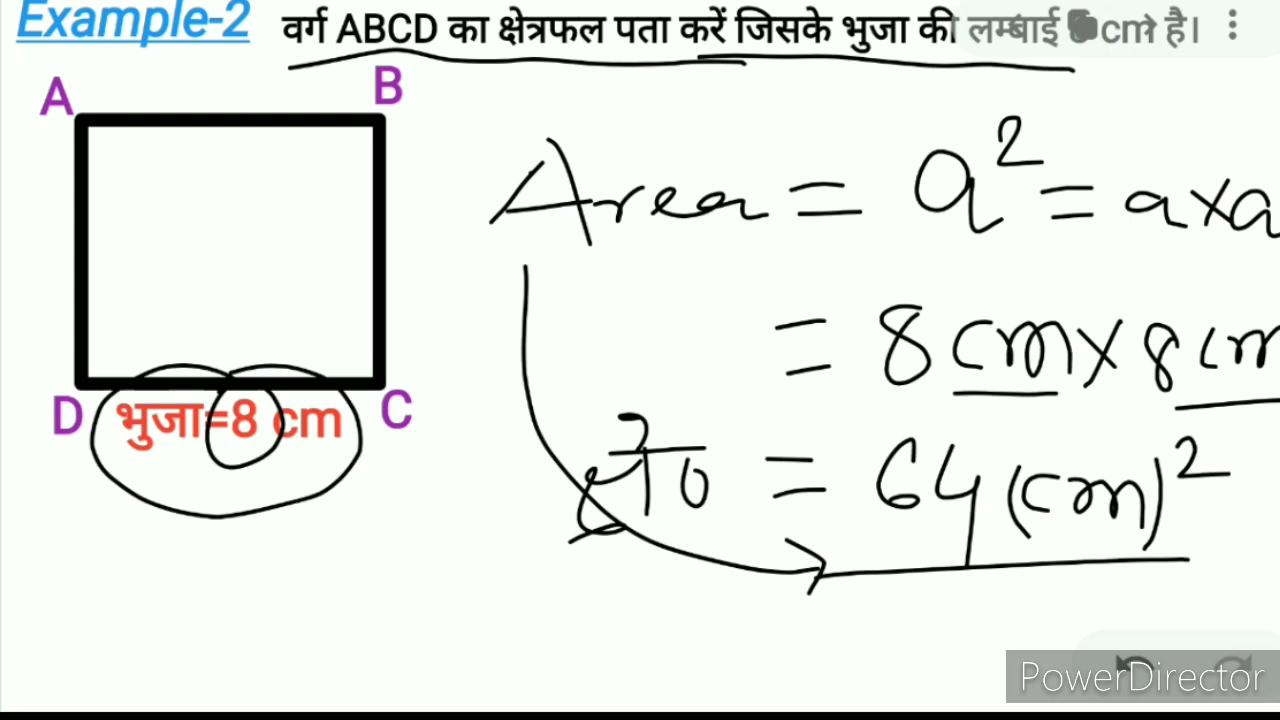 Example-2 वर्ग ABCD का क्षेत्रफल पता करें जिसके भुजा की लम्बाई cm है।
A B
Area = a² = a×a
= 8 cm × 8 cm
D भुजा=8 cm C
= 64 (cm)²
PowerDirector